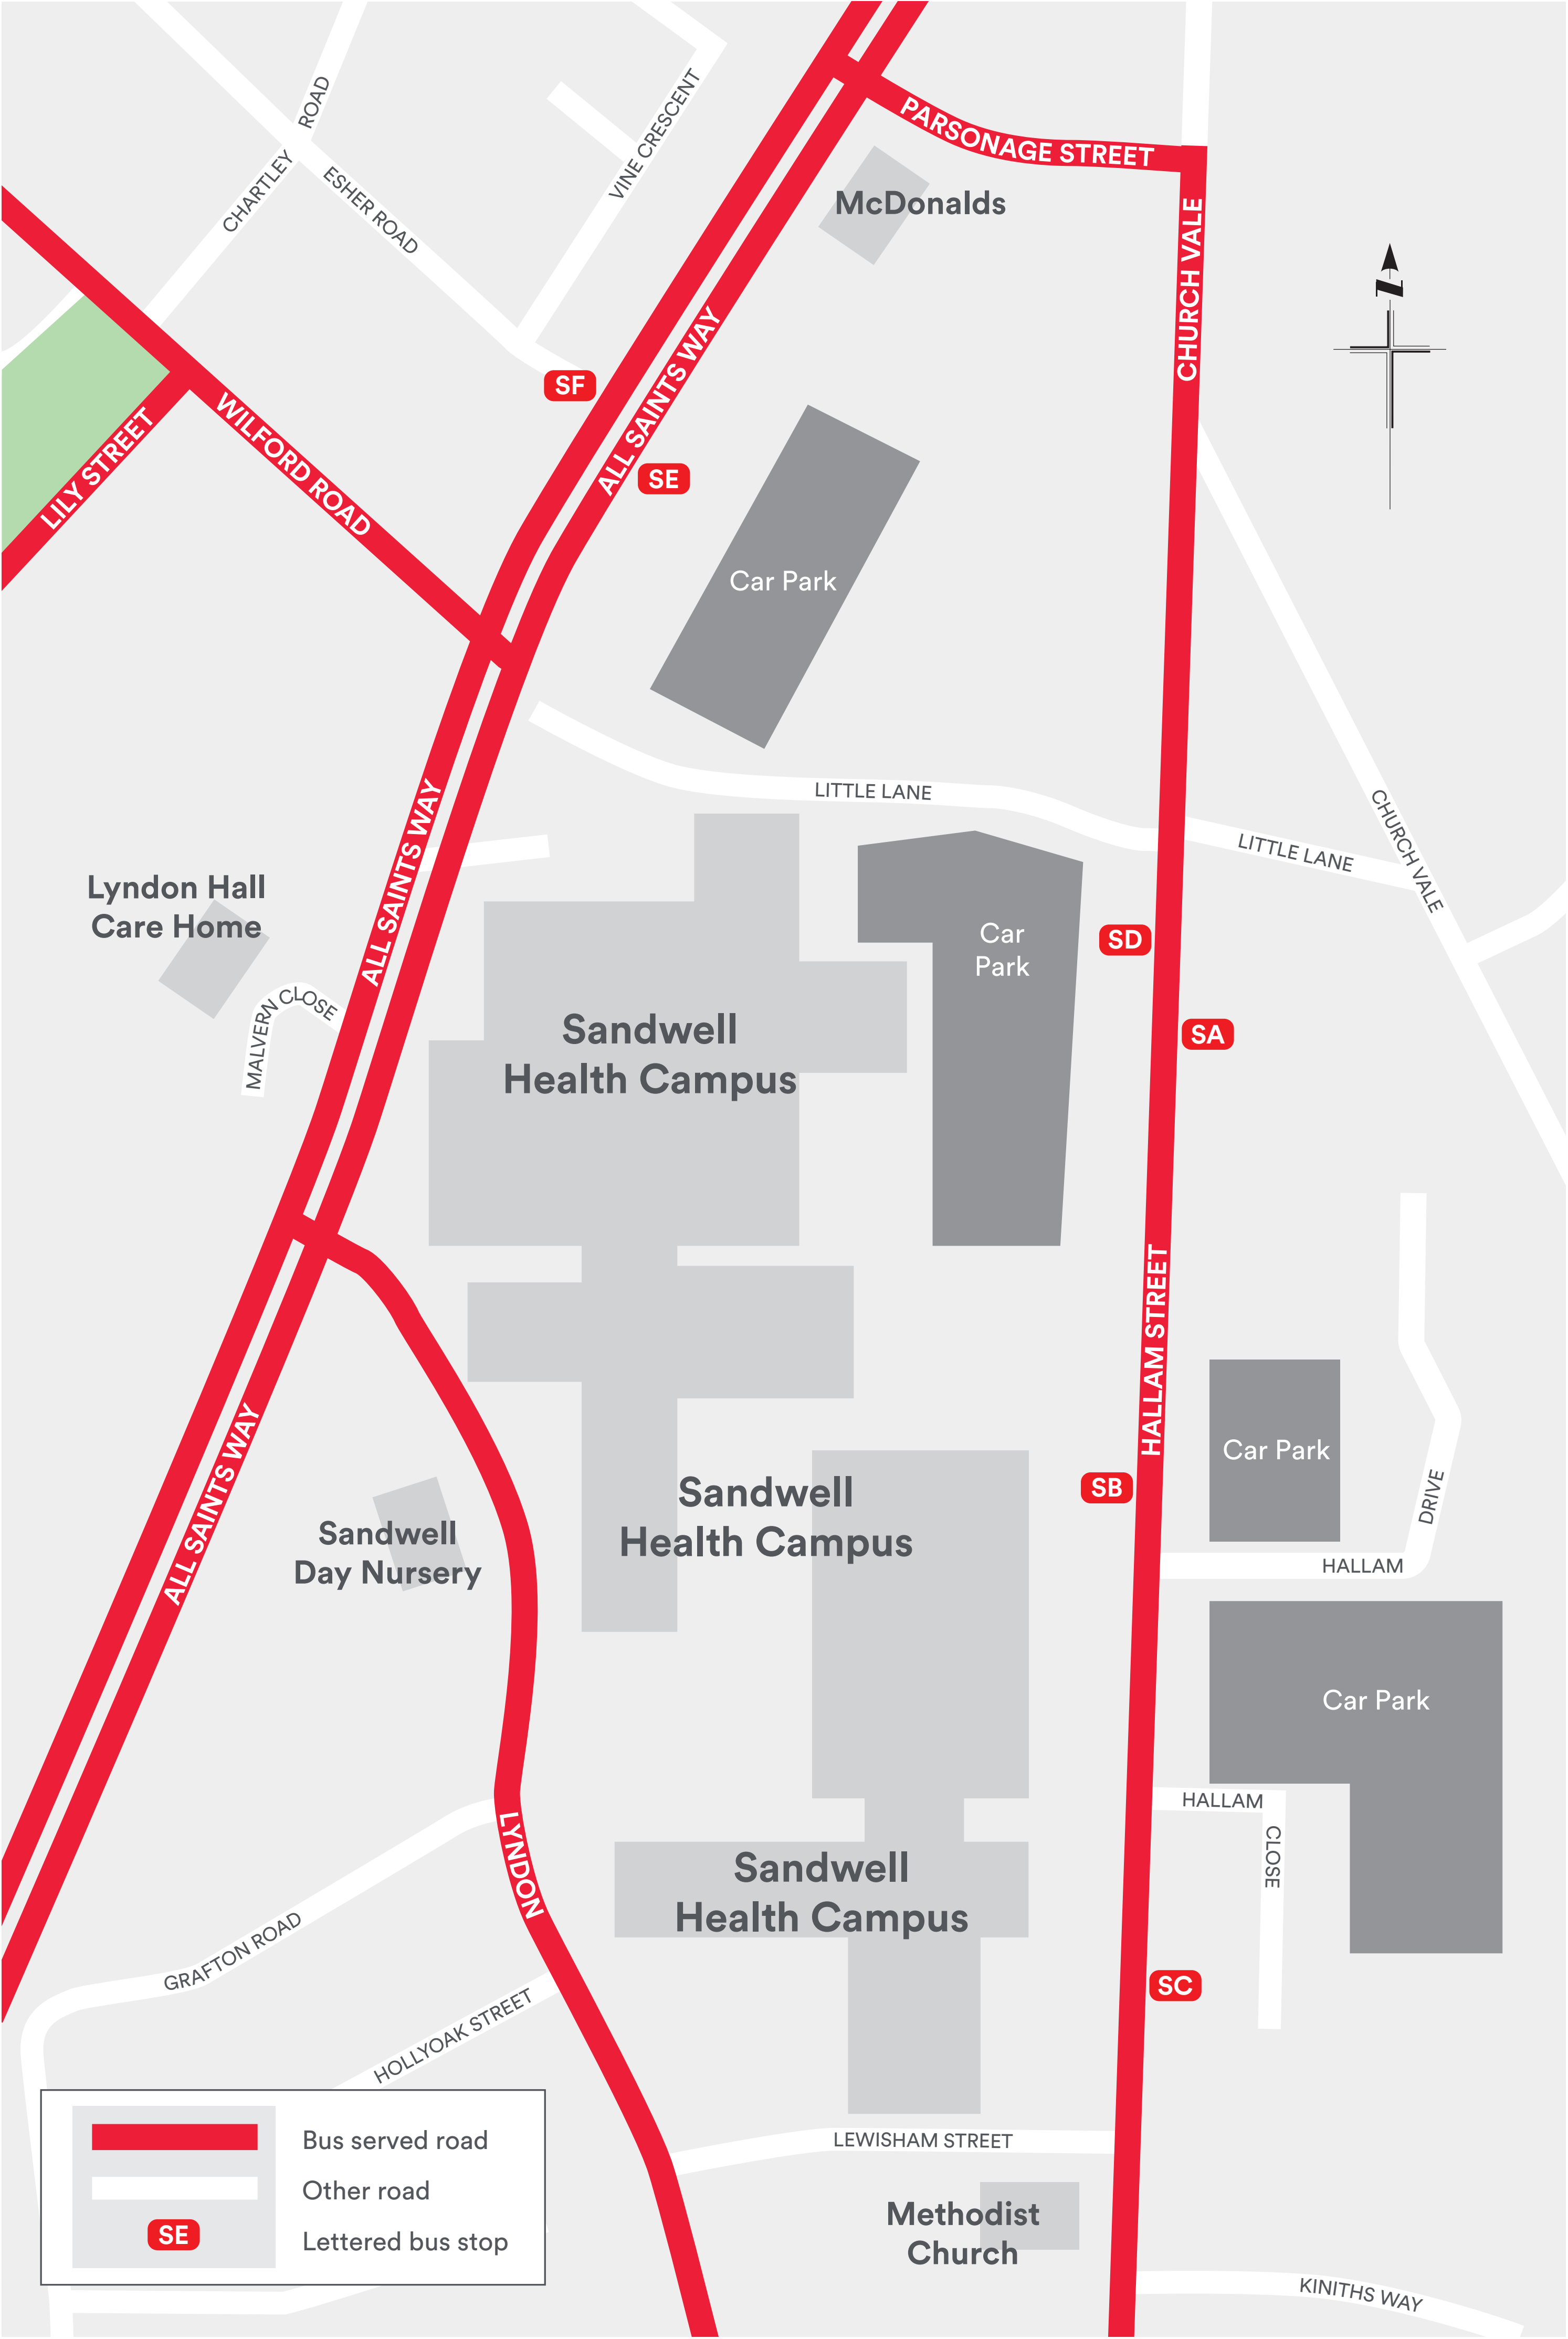 PARSONAGE STREET
CHARTLEY ROAD
ESHER ROAD
VINE CRESCENT
McDonalds
CHURCH VALE
N
SF
ALL SAINTS WAY
SE
LILY STREET
WILFORD ROAD
Car Park
LITTLE LANE
LITTLE LANE
CHURCH VALE
ALL SAINTS WAY
Lyndon Hall
Care Home
MALVERN CLOSE
Car
Park
SD
SA
Sandwell
Health Campus
HALLAM STREET
ALL SAINTS WAY
Car Park
SB
DRIVE
HALLAM
Sandwell
Health Campus
Sandwell
Day Nursery
Car Park
HALLAM
CLOSE
LYNDON
Sandwell
Health Campus
GRAFTON ROAD
SC
HOLLYOAK STREET
LEWISHAM STREET
Methodist
Church
KINITHS WAY
Bus served road
Other road
SE
Lettered bus stop